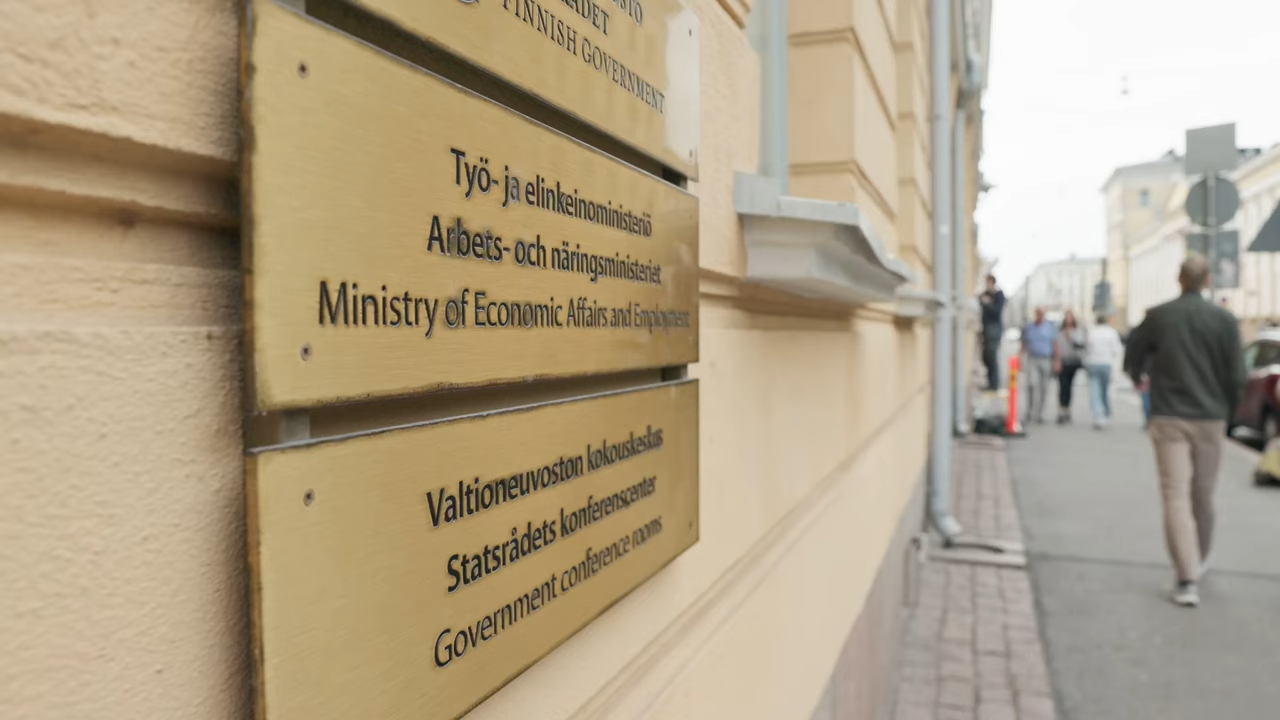 FINNISH GOVERNMENT
Työ- ja elinkeinoministeriö
Arbets- och näringsministeriet
Ministry of Economic Affairs and Employment
Valtioneuvoston kokouskeskus
Statsrådets konferenscenter
Government conference rooms